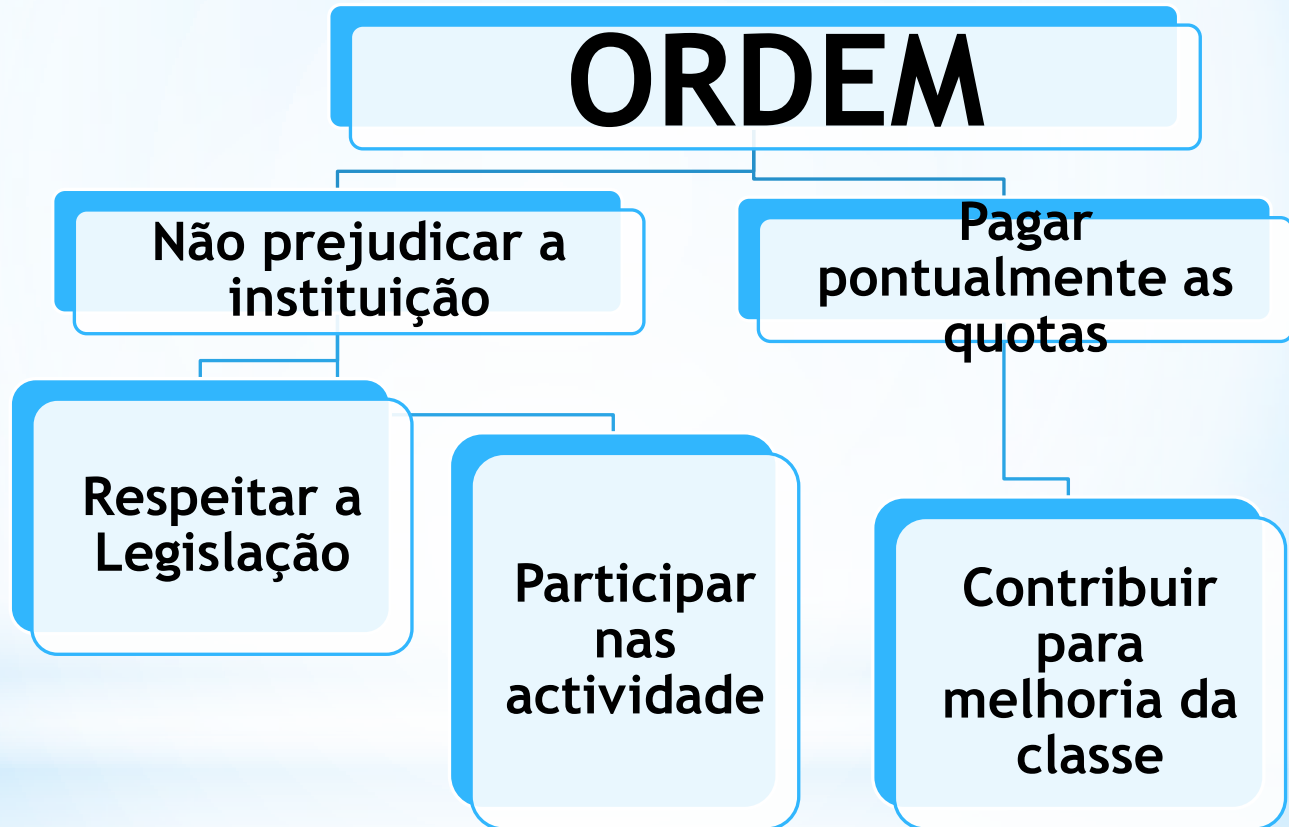 ORDEM
Não prejudicar a
instituição
Pagar
pontualmente as
quotas
Respeitar a
Legislação
Participar
nas
actividade
Contribuir
para
melhoria da
classe